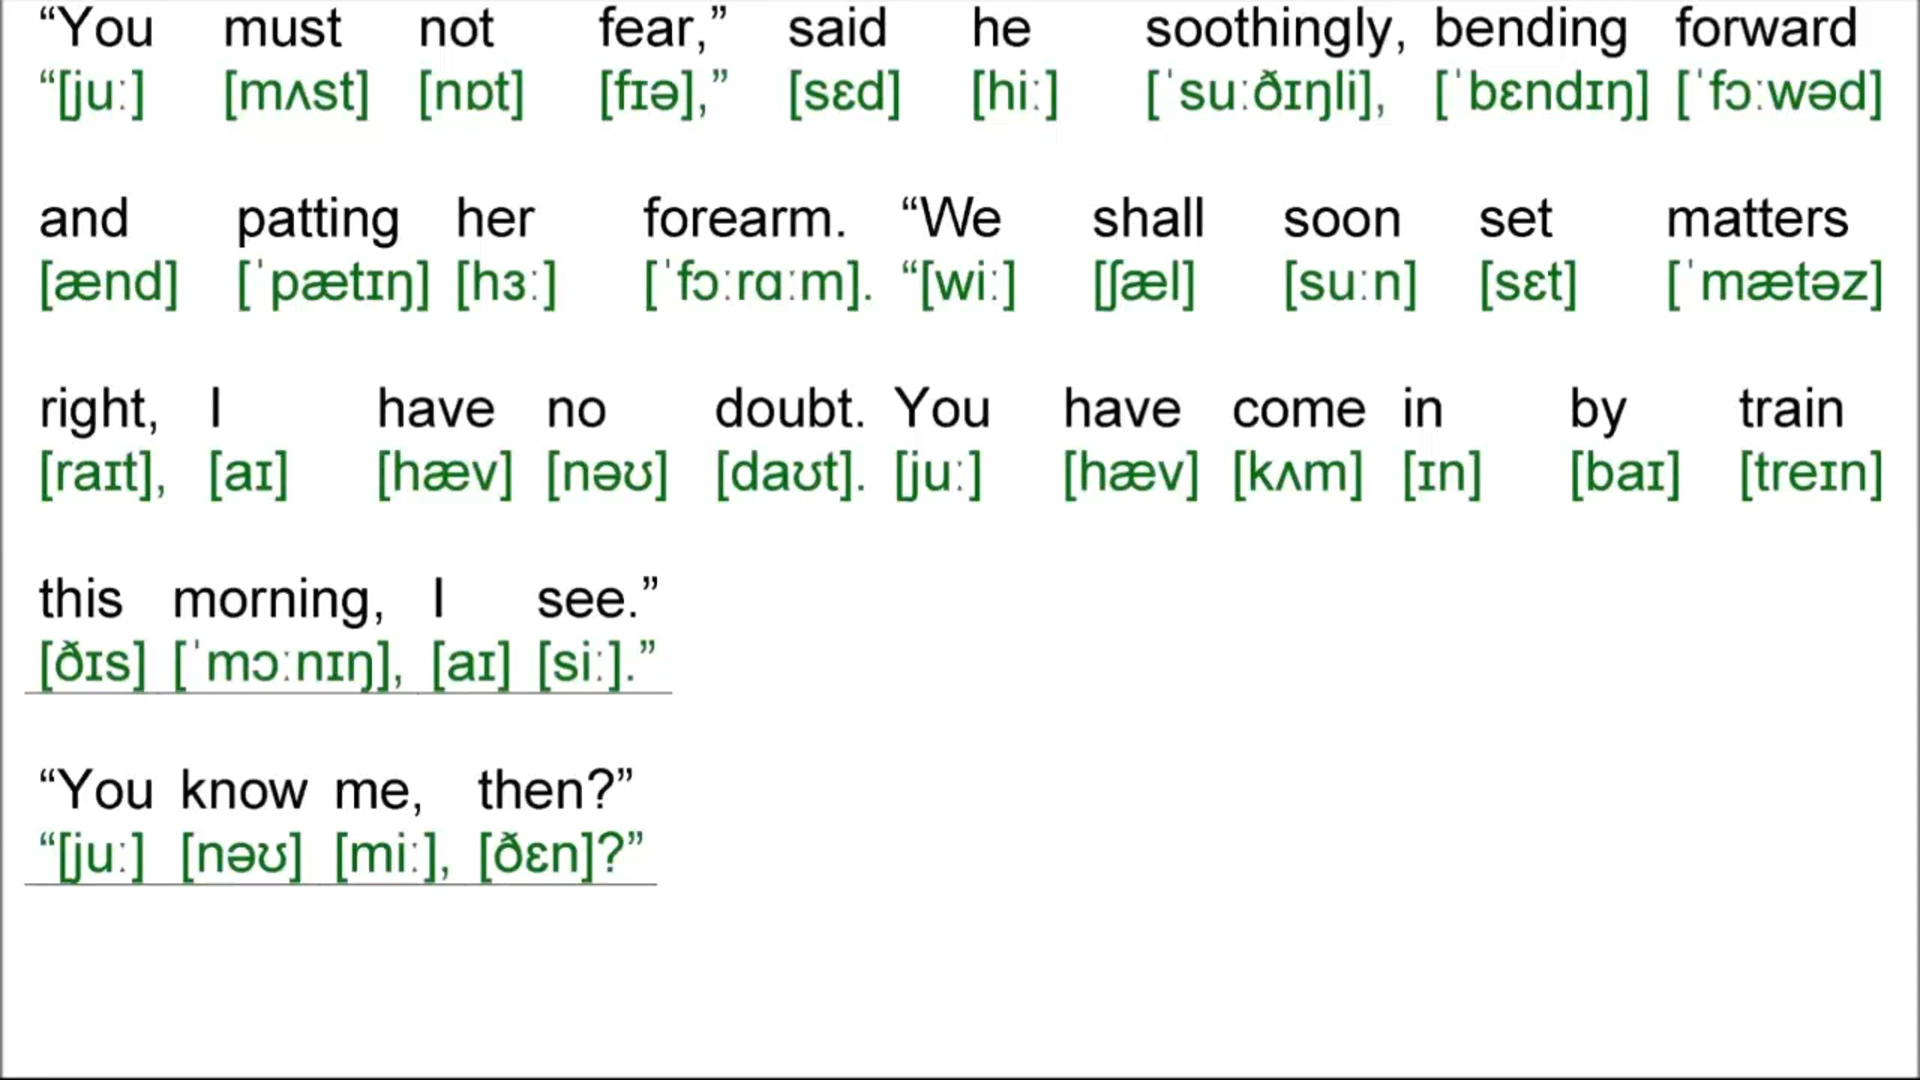 “You must not fear,” said he soothingly, bending forward
“[juː] [mʌst] [nɒt] [fɪə],” [sɛd] [hiː] [ˈsuːðɪŋli], [ˈbɛndɪŋ] [ˈfɔːwəd]
and patting her forearm. “We shall soon set matters
[ænd] [ˈpætɪŋ] [hɜː] [ˈfɔːrɑːm]. “[wiː] [ʃæl] [suːn] [sɛt] [ˈmætəz]
right, I have no doubt. You have come in by train
[raɪt], [aɪ] [hæv] [nəʊ] [daʊt]. [juː] [hæv] [kʌm] [ɪn] [baɪ] [treɪn]
this morning, I see.”
[ðɪs] [ˈmɔːnɪŋ], [aɪ] [siː].”
“You know me, then?”
“[juː] [nəʊ] [miː], [ðɛn]?”